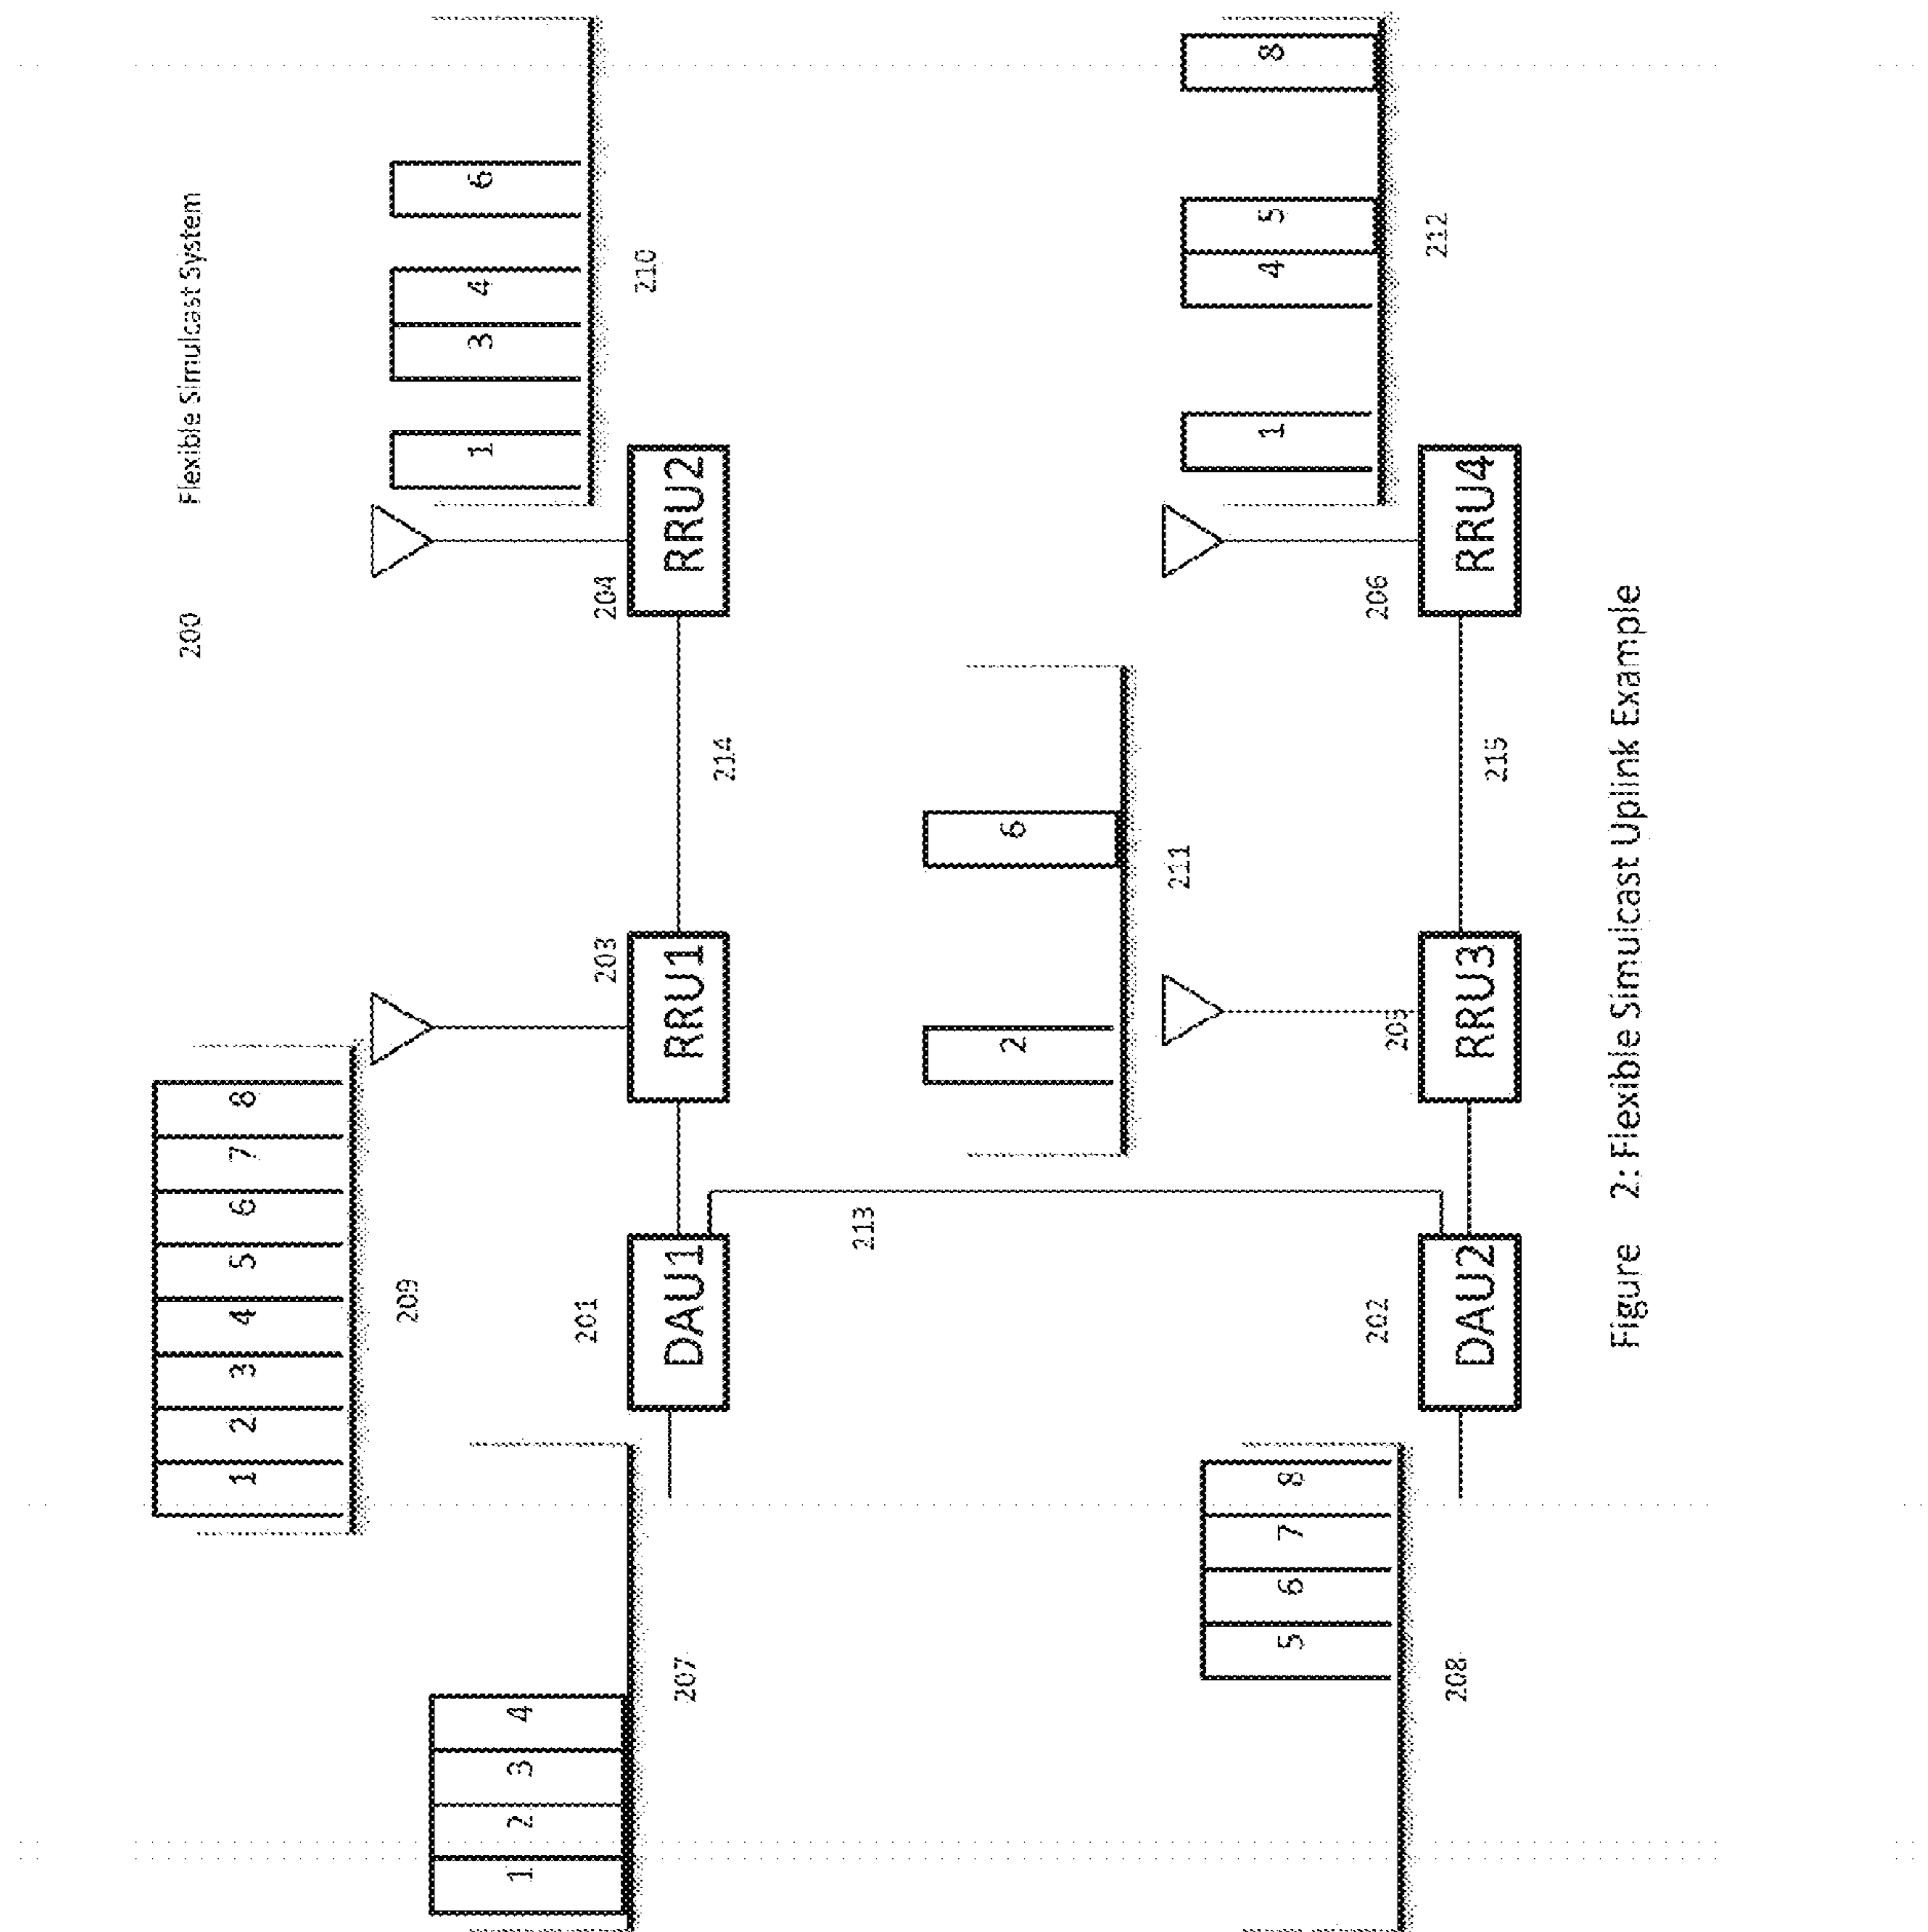 200 Flexible Simulcast System
1 2 3 4 5 6 7 8
209
1 2 3 4
207
1 3 4 6
210
201
DAU1
203
RRU1
204
RRU2
214
213
2 6
211
5 6 7 8
208
1 4 5 8
212
202
DAU2
205
RRU3
206
RRU4
215
Figure 2: Flexible Simulcast Uplink Example